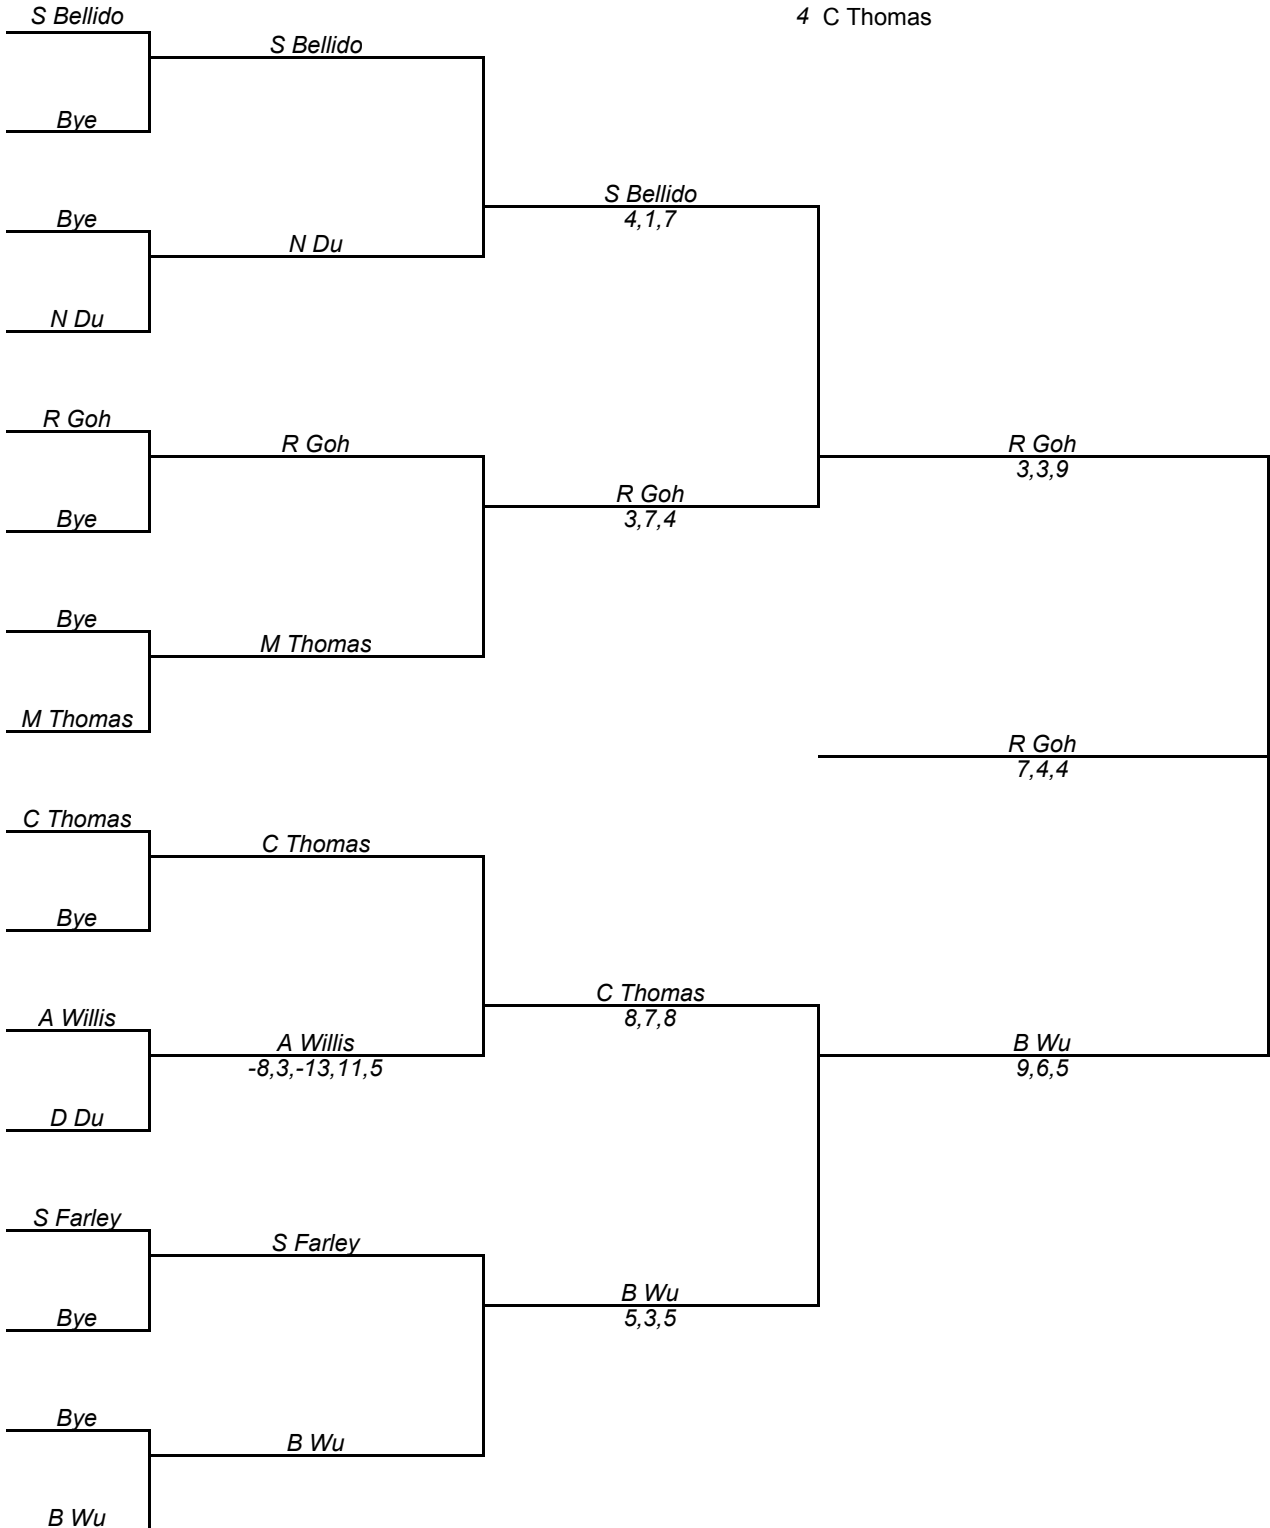 S Bellido
4 C Thomas
S Bellido
Bye
S Bellido
4,1,7
Bye
N Du
N Du
R Goh
R Goh
R Goh
3,3,9
R Goh
3,7,4
Bye
Bye
M Thomas
M Thomas
R Goh
7,4,4
C Thomas
C Thomas
Bye
C Thomas
8,7,8
A Willis
A Willis
-8,3,-13,11,5
B Wu
9,6,5
D Du
S Farley
S Farley
B Wu
5,3,5
Bye
Bye
B Wu
B Wu